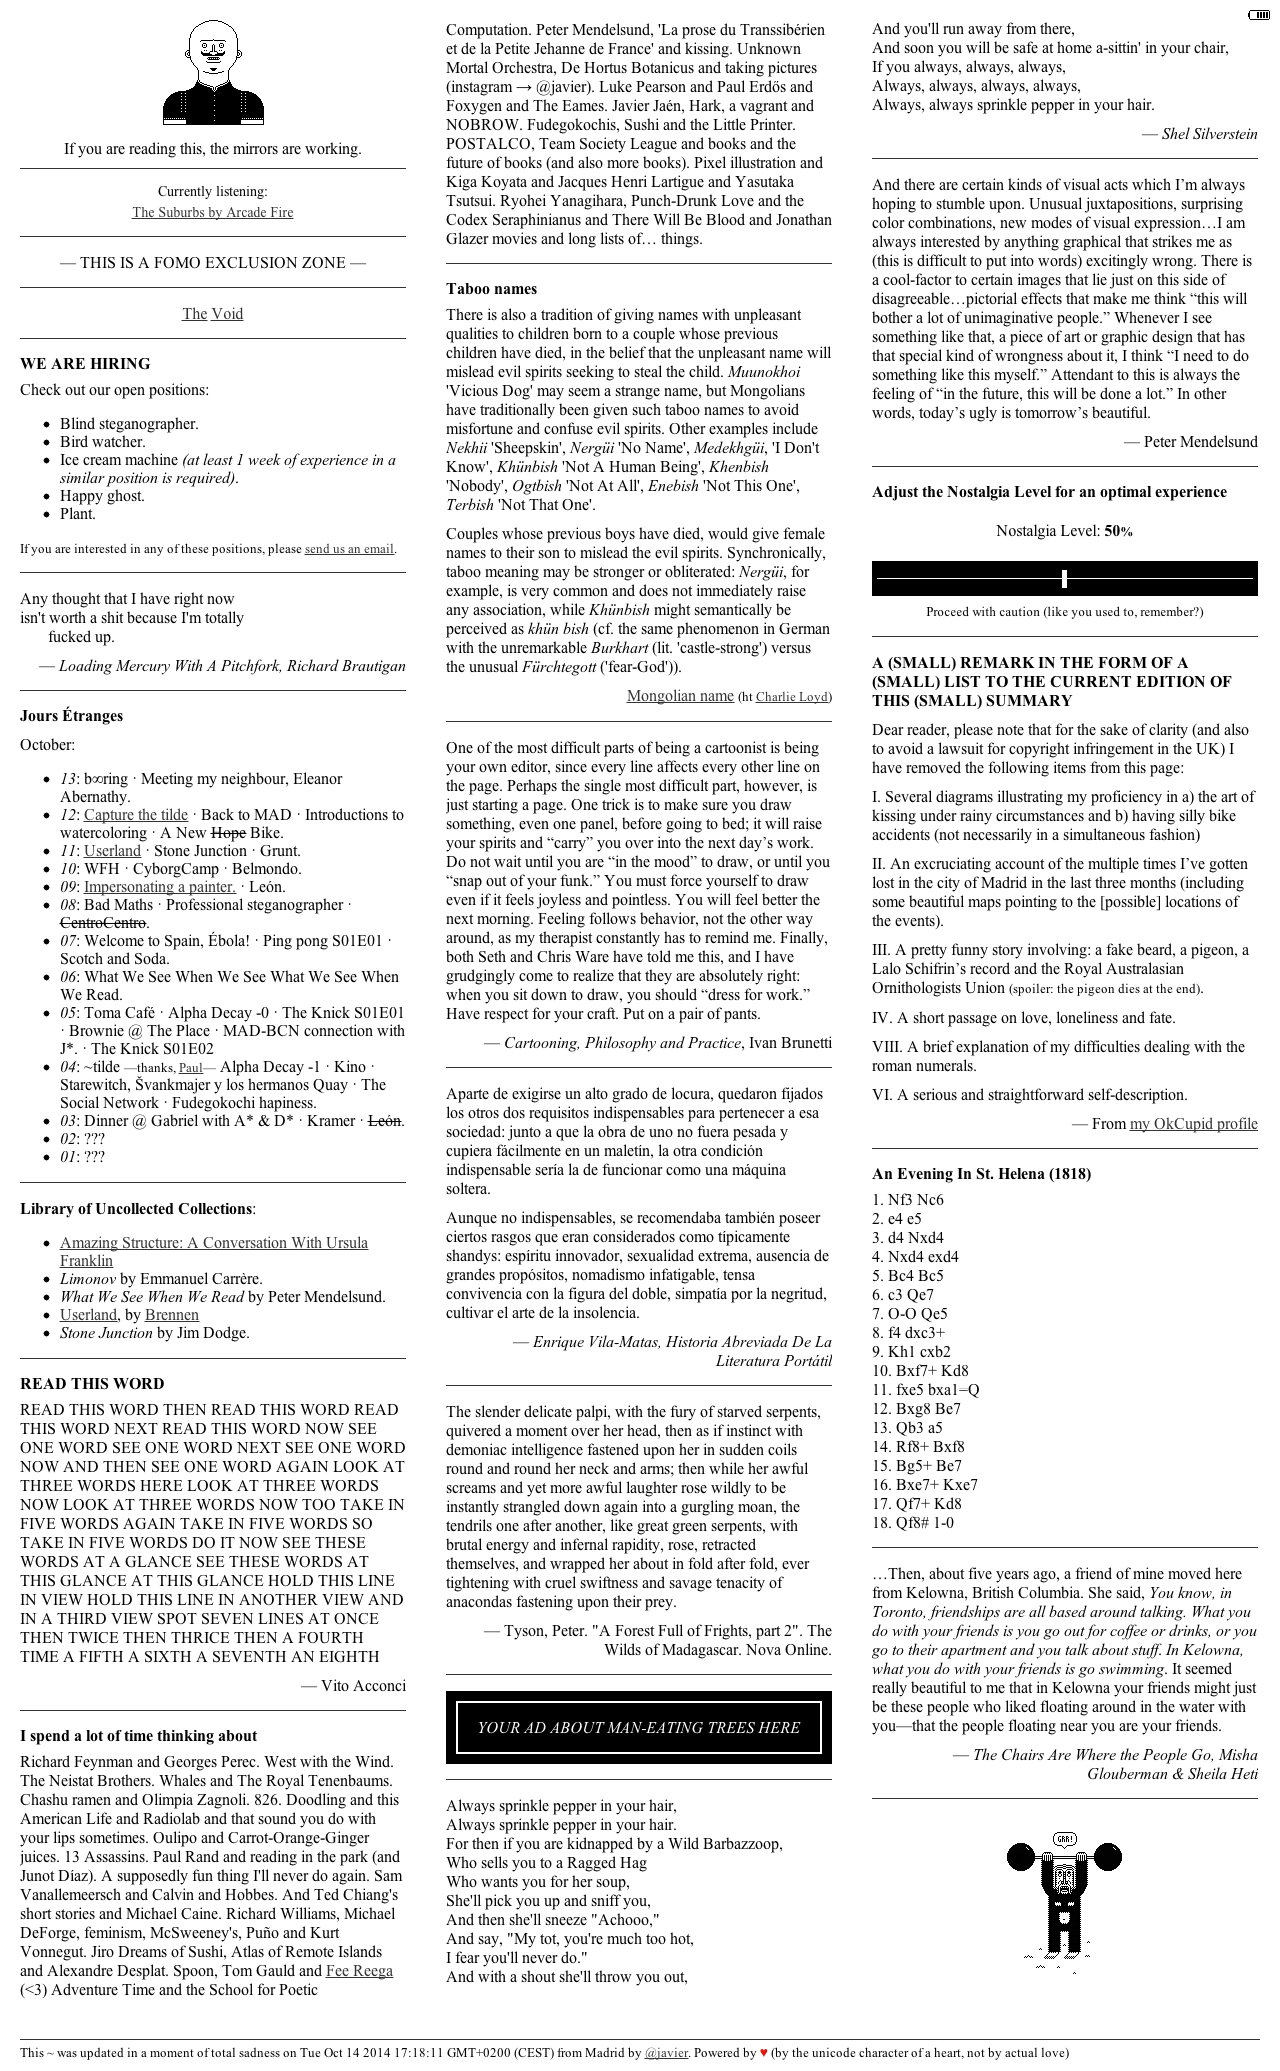 If you are reading this, the mirrors are working.
Currently listening:
The Suburbs by Arcade Fire
— THIS IS A FOMO EXCLUSION ZONE —
The Void
WE ARE HIRING
Check out our open positions:
• Blind steganographer.
• Bird watcher.
• Ice cream machine (at least 1 week of experience in a
similar position is required).
• Happy ghost.
• Plant.
If you are interested in any of these positions, please send us an email.
Any thought that I have right now
isn't worth a shit because I'm totally
fucked up.
— Loading Mercury With A Pitchfork, Richard Brautigan
Jours Étranges
October:
• 13: b∞ring · Meeting my neighbour, Eleanor
Abernathy.
• 12: Capture the tilde · Back to MAD · Introductions to
watercoloring · A New Hope Bike.
• 11: Userland · Stone Junction · Grunt.
• 10: WFH · CyborgCamp · Belmondo.
• 09: Impersonating a painter. · León.
• 08: Bad Maths · Professional steganographer ·
CentroCentro.
• 07: Welcome to Spain, Ébola! · Ping pong S01E01 ·
Scotch and Soda.
• 06: What We See When We See What We See When
We Read.
• 05: Toma Café · Alpha Decay -0 · The Knick S01E01
· Brownie @ The Place · MAD-BCN connection with
J*. · The Knick S01E02
• 04: ~tilde —thanks, Paul— Alpha Decay -1 · Kino ·
Starewitch, Švankmajer y los hermanos Quay · The
Social Network · Fudegokochi hapiness.
• 03: Dinner @ Gabriel with A* & D* · Kramer · León.
• 02: ???
• 01: ???
Library of Uncollected Collections:
• Amazing Structure: A Conversation With Ursula
Franklin
• Limonov by Emmanuel Carrère.
• What We See When We Read by Peter Mendelsund.
• Userland, by Brennen
• Stone Junction by Jim Dodge.
READ THIS WORD
READ THIS WORD THEN READ THIS WORD READ
THIS WORD NEXT READ THIS WORD NOW SEE
ONE WORD SEE ONE WORD NEXT SEE ONE WORD
NOW AND THEN SEE ONE WORD AGAIN LOOK AT
THREE WORDS HERE LOOK AT THREE WORDS
NOW LOOK AT THREE WORDS NOW TOO TAKE IN
FIVE WORDS AGAIN TAKE IN FIVE WORDS SO
TAKE IN FIVE WORDS DO IT NOW SEE THESE
WORDS AT A GLANCE SEE THESE WORDS AT
THIS GLANCE AT THIS GLANCE HOLD THIS LINE
IN VIEW HOLD THIS LINE IN ANOTHER VIEW AND
IN A THIRD VIEW SPOT SEVEN LINES AT ONCE
THEN TWICE THEN THRICE THEN A FOURTH
TIME A FIFTH A SIXTH A SEVENTH AN EIGHTH
— Vito Acconci
I spend a lot of time thinking about
Richard Feynman and Georges Perec. West with the Wind.
The Neistat Brothers. Whales and The Royal Tenenbaums.
Chashu ramen and Olimpia Zagnoli. 826. Doodling and this
American Life and Radiolab and that sound you do with
your lips sometimes. Oulipo and Carrot-Orange-Ginger
juices. 13 Assassins. Paul Rand and reading in the park (and
Junot Díaz). A supposedly fun thing I'll never do again. Sam
Vanallemeersch and Calvin and Hobbes. And Ted Chiang's
short stories and Michael Caine. Richard Williams, Michael
DeForge, feminism, McSweeney's, Puño and Kurt
Vonnegut. Jiro Dreams of Sushi, Atlas of Remote Islands
and Alexandre Desplat. Spoon, Tom Gauld and Fee Reega
(<3) Adventure Time and the School for Poetic
Computation. Peter Mendelsund, 'La prose du Transsibérien
et de la Petite Jehanne de France' and kissing. Unknown
Mortal Orchestra, De Hortus Botanicus and taking pictures
(instagram → @javier). Luke Pearson and Paul Erdős and
Foxygen and The Eames. Javier Jaén, Hark, a vagrant and
NOBROW. Fudegokochis, Sushi and the Little Printer.
POSTALCO, Team Society League and books and the
future of books (and also more books). Pixel illustration and
Kiga Koyata and Jacques Henri Lartigue and Yasutaka
Tsutsui. Ryohei Yanagihara, Punch-Drunk Love and the
Codex Seraphinianus and There Will Be Blood and Jonathan
Glazer movies and long lists of… things.
Taboo names
There is also a tradition of giving names with unpleasant
qualities to children born to a couple whose previous
children have died, in the belief that the unpleasant name will
mislead evil spirits seeking to steal the child. Muunokhoi
'Vicious Dog' may seem a strange name, but Mongolians
have traditionally been given such taboo names to avoid
misfortune and confuse evil spirits. Other examples include
Nekhii 'Sheepskin', Nergüi 'No Name', Medekhgüi, 'I Don't
Know', Khünbish 'Not A Human Being', Khenbish
'Nobody', Ogtbish 'Not At All', Enebish 'Not This One',
Terbish 'Not That One'.
Couples whose previous boys have died, would give female
names to their son to mislead the evil spirits. Synchronically,
taboo meaning may be stronger or obliterated: Nergüi, for
example, is very common and does not immediately raise
any association, while Khünbish might semantically be
perceived as khün bish (cf. the same phenomenon in German
with the unremarkable Burkhart (lit. 'castle-strong') versus
the unusual Fürchtegott ('fear-God')).
Mongolian name (ht Charlie Loyd)
One of the most difficult parts of being a cartoonist is being
your own editor, since every line affects every other line on
the page. Perhaps the single most difficult part, however, is
just starting a page. One trick is to make sure you draw
something, even one panel, before going to bed; it will raise
your spirits and “carry” you over into the next day’s work.
Do not wait until you are “in the mood” to draw, or until you
“snap out of your funk.” You must force yourself to draw
even if it feels joyless and pointless. You will feel better the
next morning. Feeling follows behavior, not the other way
around, as my therapist constantly has to remind me. Finally,
both Seth and Chris Ware have told me this, and I have
grudgingly come to realize that they are absolutely right:
when you sit down to draw, you should “dress for work.”
Have respect for your craft. Put on a pair of pants.
— Cartooning, Philosophy and Practice, Ivan Brunetti
Aparte de exigirse un alto grado de locura, quedaron fijados
los otros dos requisitos indispensables para pertenecer a esa
sociedad: junto a que la obra de uno no fuera pesada y
cupiera fácilmente en un maletín, la otra condición
indispensable sería la de funcionar como una máquina
soltera.
Aunque no indispensables, se recomendaba también poseer
ciertos rasgos que eran considerados como típicamente
shandys: espíritu innovador, sexualidad extrema, ausencia de
grandes propósitos, nomadismo infatigable, tensa
convivencia con la figura del doble, simpatía por la negritud,
cultivar el arte de la insolencia.
— Enrique Vila-Matas, Historia Abreviada De La
Literatura Portátil
The slender delicate palpi, with the fury of starved serpents,
quivered a moment over her head, then as if instinct with
demoniac intelligence fastened upon her in sudden coils
round and round her neck and arms; then while her awful
screams and yet more awful laughter rose wildly to be
instantly strangled down again into a gurgling moan, the
tendrils one after another, like great green serpents, with
brutal energy and infernal rapidity, rose, retracted
themselves, and wrapped her about in fold after fold, ever
tightening with cruel swiftness and savage tenacity of
anacondas fastening upon their prey.
— Tyson, Peter. "A Forest Full of Frights, part 2". The
Wilds of Madagascar. Nova Online.
YOUR AD ABOUT MAN-EATING TREES HERE
Always sprinkle pepper in your hair,
Always sprinkle pepper in your hair.
For then if you are kidnapped by a Wild Barbazzoop,
Who sells you to a Ragged Hag
Who wants you for her soup,
She'll pick you up and sniff you,
And then she'll sneeze "Achooo,"
And say, "My tot, you're much too hot,
I fear you'll never do."
And with a shout she'll throw you out,
And you'll run away from there,
And soon you will be safe at home a-sittin' in your chair,
If you always, always, always,
Always, always, always, always,
Always, always sprinkle pepper in your hair.
— Shel Silverstein
And there are certain kinds of visual acts which I’m always
hoping to stumble upon. Unusual juxtapositions, surprising
color combinations, new modes of visual expression…I am
always interested by anything graphical that strikes me as
(this is difficult to put into words) excitingly wrong. There is
a cool-factor to certain images that lie just on this side of
disagreeable…pictorial effects that make me think “this will
bother a lot of unimaginative people.” Whenever I see
something like that, a piece of art or graphic design that has
that special kind of wrongness about it, I think “I need to do
something like this myself.” Attendant to this is always the
feeling of “in the future, this will be done a lot.” In other
words, today’s ugly is tomorrow’s beautiful.
— Peter Mendelsund
Adjust the Nostalgia Level for an optimal experience
Nostalgia Level: 50%
Proceed with caution (like you used to, remember?)
A (SMALL) REMARK IN THE FORM OF A
(SMALL) LIST TO THE CURRENT EDITION OF
THIS (SMALL) SUMMARY
Dear reader, please note that for the sake of clarity (and also
to avoid a lawsuit for copyright infringement in the UK) I
have removed the following items from this page:
I. Several diagrams illustrating my proficiency in a) the art of
kissing under rainy circumstances and b) having silly bike
accidents (not necessarily in a simultaneous fashion)
II. An excruciating account of the multiple times I’ve gotten
lost in the city of Madrid in the last three months (including
some beautiful maps pointing to the [possible] locations of
the events).
III. A pretty funny story involving: a fake beard, a pigeon, a
Lalo Schifrin’s record and the Royal Australasian
Ornithologists Union (spoiler: the pigeon dies at the end).
IV. A short passage on love, loneliness and fate.
VIII. A brief explanation of my difficulties dealing with the
roman numerals.
VI. A serious and straightforward self-description.
— From my OkCupid profile
An Evening In St. Helena (1818)
1. Nf3 Nc6
2. e4 e5
3. d4 Nxd4
4. Nxd4 exd4
5. Bc4 Bc5
6. c3 Qe7
7. O-O Qe5
8. f4 dxc3+
9. Kh1 cxb2
10. Bxf7+ Kd8
11. fxe5 bxa1=Q
12. Bxg8 Be7
13. Qb3 a5
14. Rf8+ Bxf8
15. Bg5+ Be7
16. Bxe7+ Kxe7
17. Qf7+ Kd8
18. Qf8# 1-0
…Then, about five years ago, a friend of mine moved here
from Kelowna, British Columbia. She said, You know, in
Toronto, friendships are all based around talking. What you
do with your friends is you go out for coffee or drinks, or you
go to their apartment and you talk about stuff. In Kelowna,
what you do with your friends is go swimming. It seemed
really beautiful to me that in Kelowna your friends might just
be these people who liked floating around in the water with
you—that the people floating near you are your friends.
— The Chairs Are Where the People Go, Misha
Glouberman & Sheila Heti
GRR!
This ~ was updated in a moment of total sadness on Tue Oct 14 2014 17:18:11 GMT+0200 (CEST) from Madrid by @javier. Powered by ♥ (by the unicode character of a heart, not by actual love)